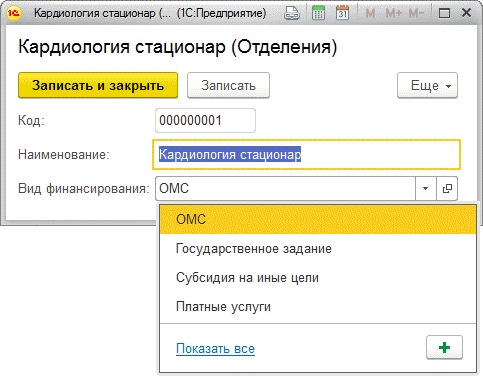 Кардиология стационар (... (1С:Предприятие) M M+ M−
Кардиология стационар (Отделения)
Записать и закрыть Записать Еще
Код: 000000001
Наименование: Кардиология стационар
Вид финансирования: ОМС
ОМС
Государственное задание
Субсидия на иные цели
Платные услуги
Показать все